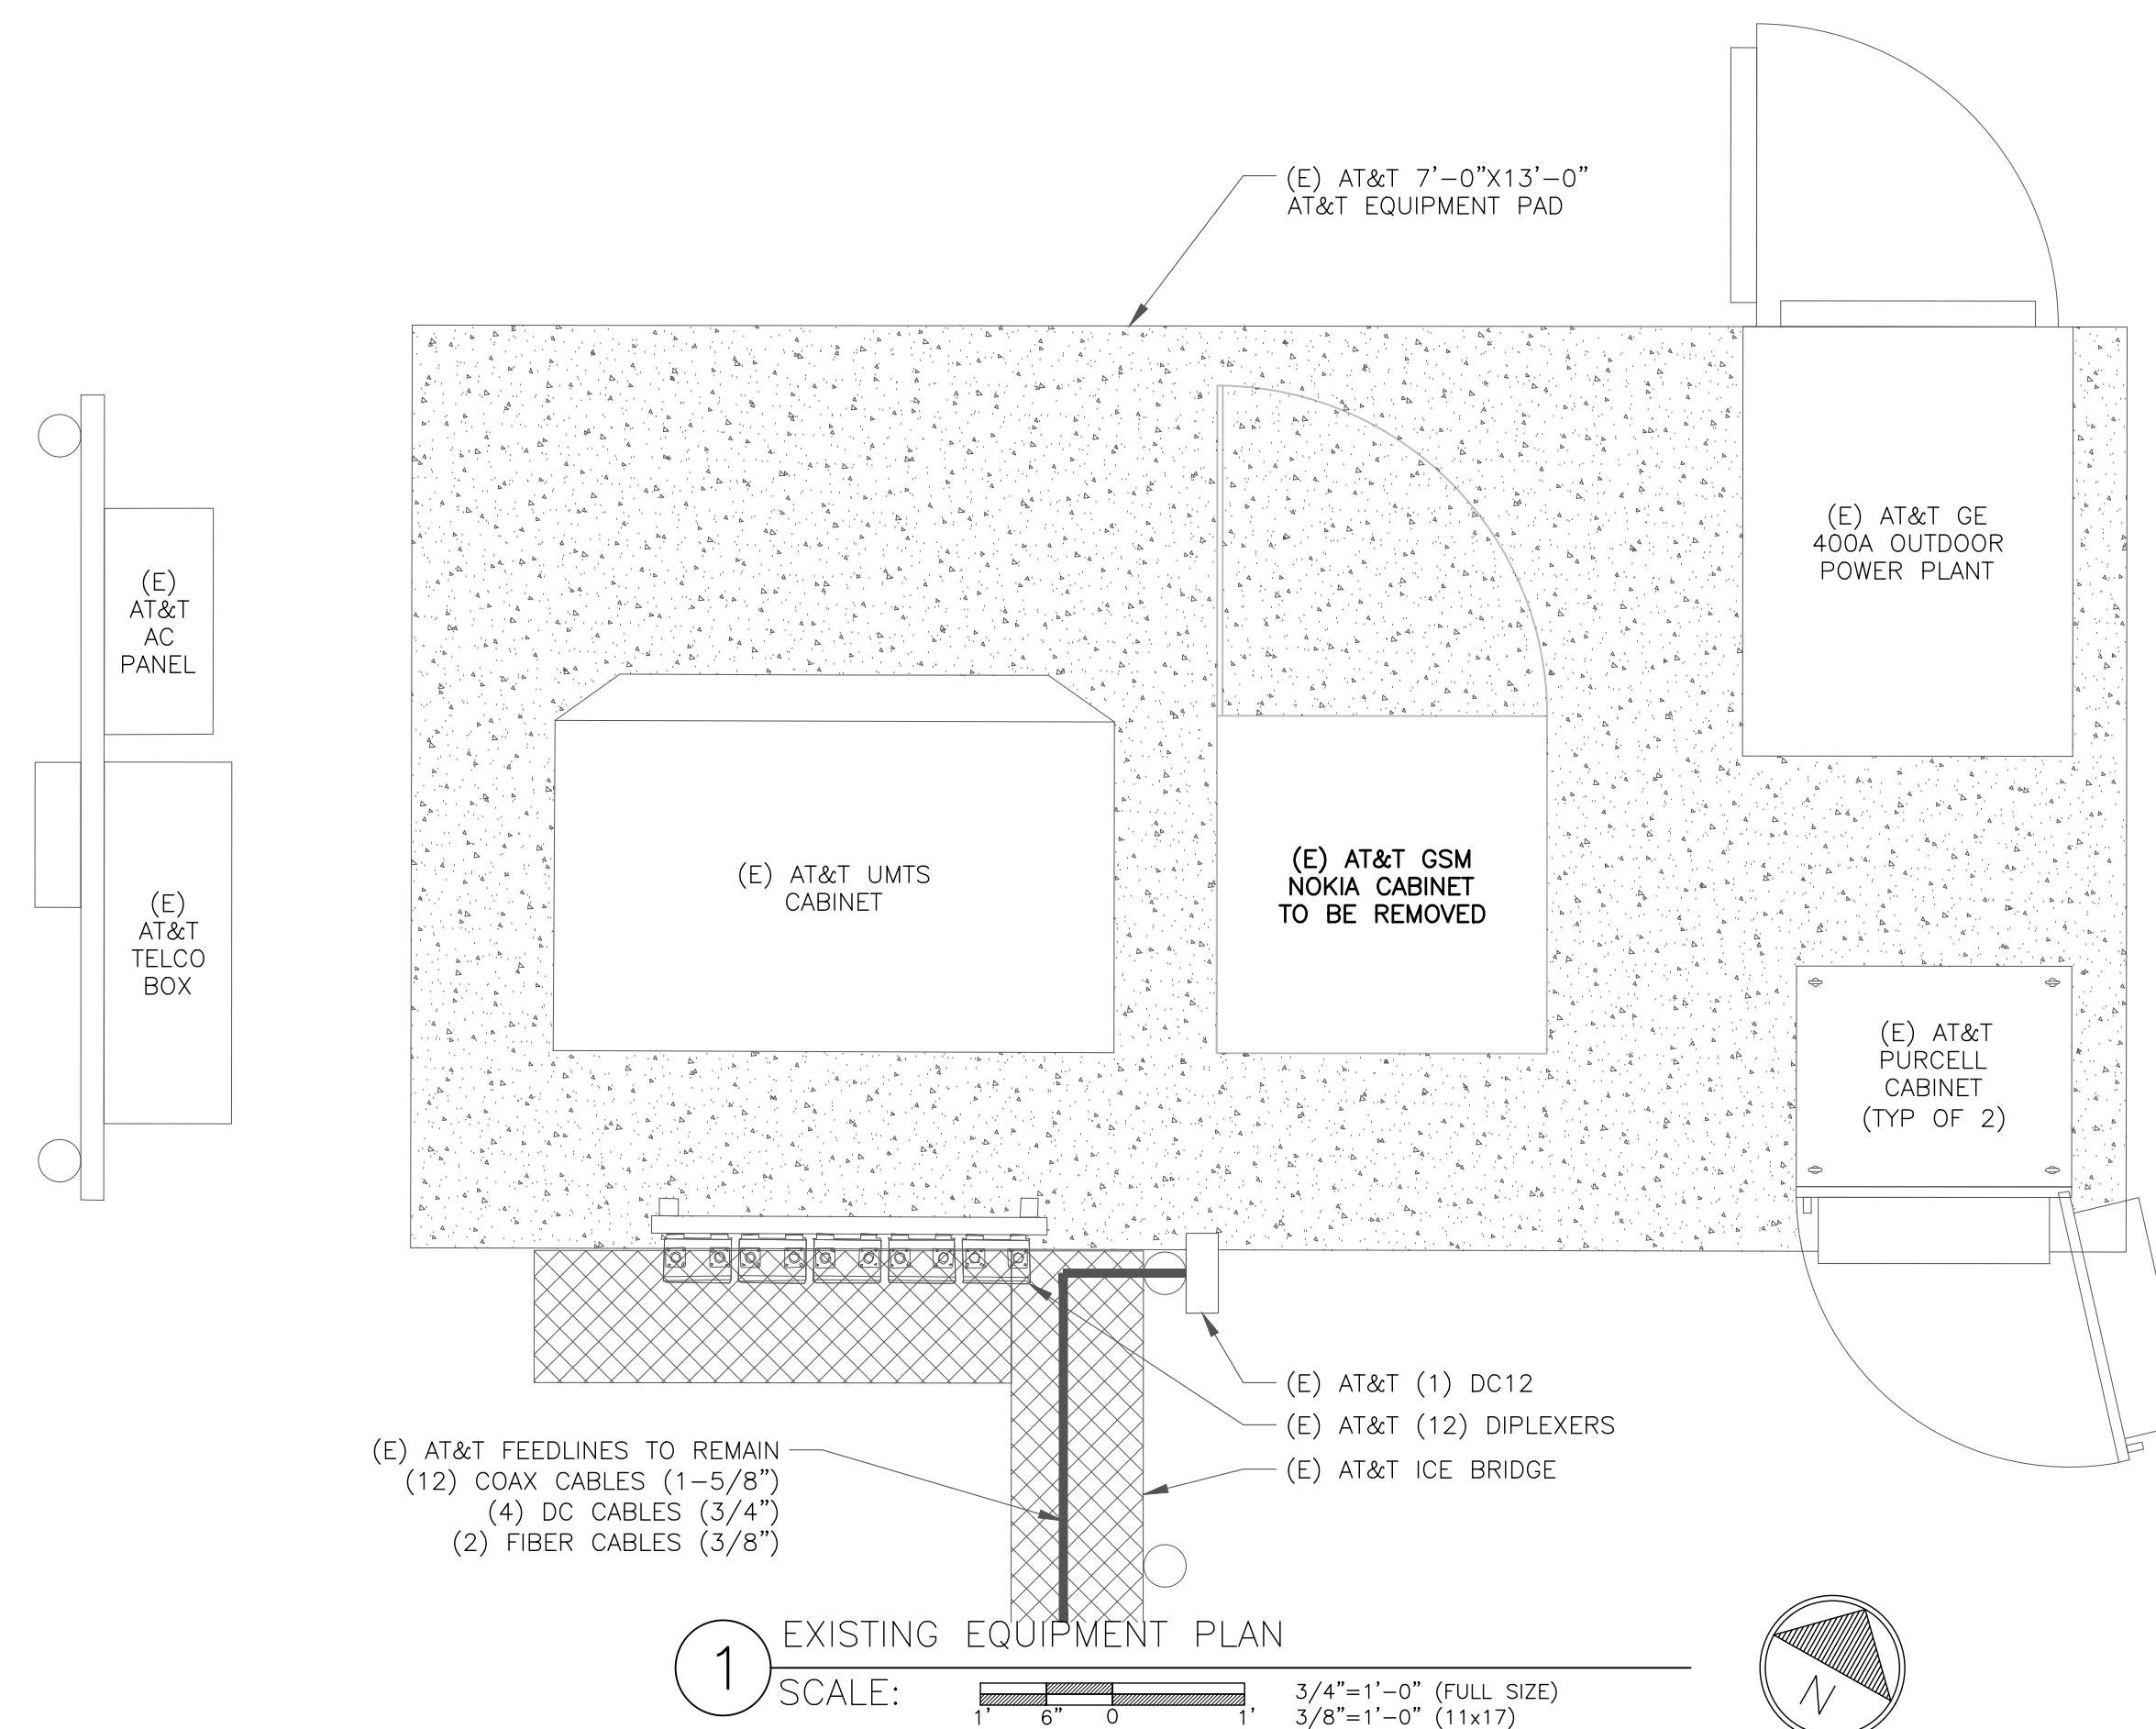 (E) AT&T 7'-0"X13'-0"
AT&T EQUIPMENT PAD
(E) AT&T GE
400A OUTDOOR
POWER PLANT
(E)
AT&T
AC
PANEL
(E)
AT&T
TELCO
BOX
(E) AT&T UMTS
CABINET
(E) AT&T GSM
NOKIA CABINET
TO BE REMOVED
(E) AT&T
PURCELL
CABINET
(TYP OF 2)
(E) AT&T (1) DC12
(E) AT&T (12) DIPLEXERS
(E) AT&T ICE BRIDGE
(E) AT&T FEEDLINES TO REMAIN
(12) COAX CABLES (1-5/8")
(4) DC CABLES (3/4")
(2) FIBER CABLES (3/8")
1
EXISTING EQUIPMENT PLAN
SCALE:
1' 6" 0 1'
3/4"=1'-0" (FULL SIZE)
3/8"=1'-0" (11x17)
N